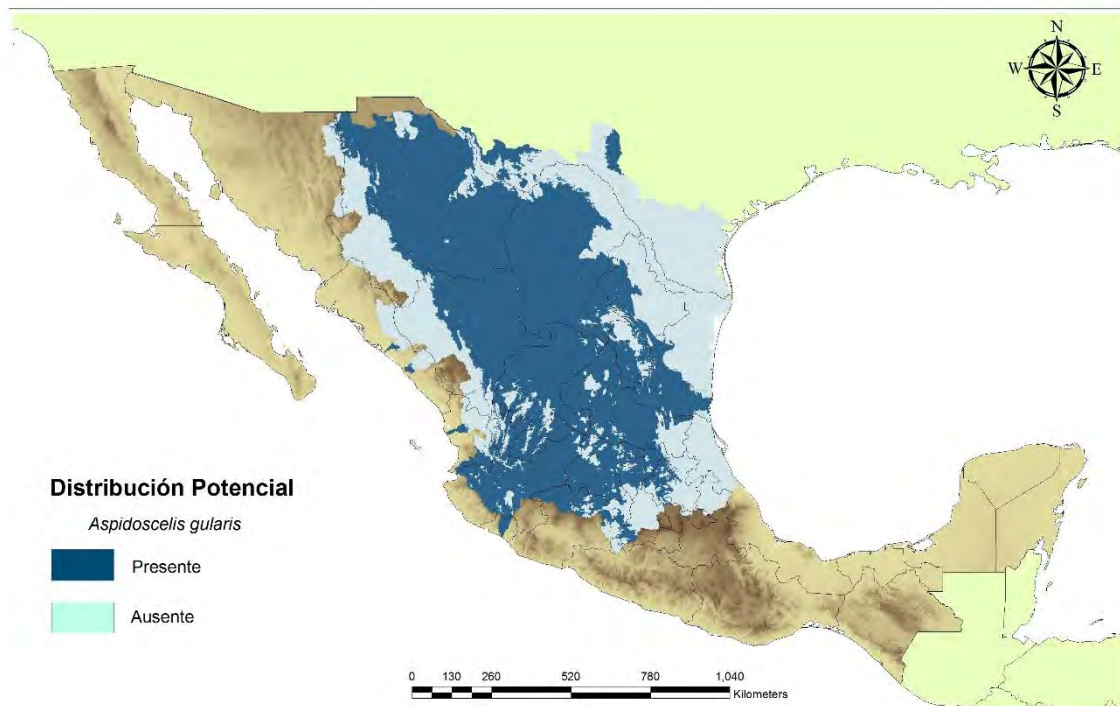 N
W E
S
Distribución Potencial
Aspidoscelis gularis
Presente
Ausente
0 130 260 520 780 1,040
Kilometers